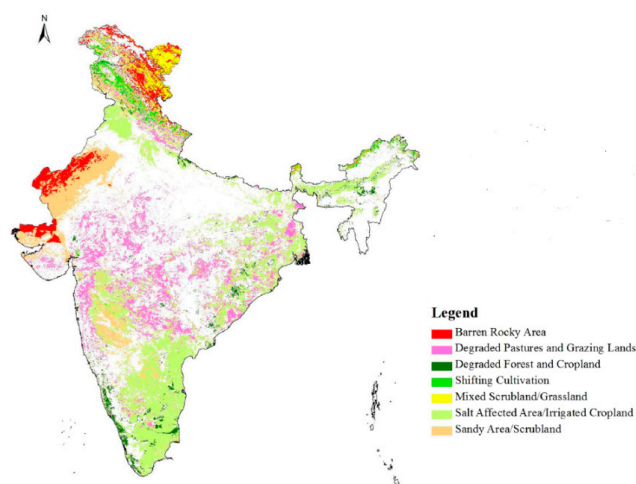 N
Legend
Barren Rocky Area
Degraded Pastures and Grazing Lands
Degraded Forest and Cropland
Shifting Cultivation
Mixed Scrubland/Grassland
Salt Affected Area/Irrigated Cropland
Sandy Area/Scrubland